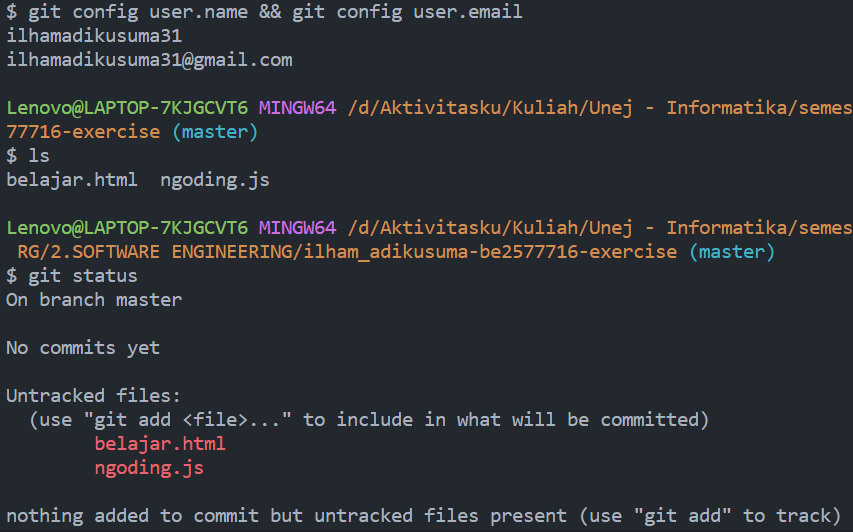 $ git config user.name && git config user.email
ilhamadikusuma31
ilhamadikusuma31@gmail.com
Lenovo@LAPTOP-7KJGCVT6 MINGW64 /d/Aktivitasku/Kuliah/Unej - Informatika/semes
77716-exercise (master)
$ ls
belajar.html  ngoding.js
Lenovo@LAPTOP-7KJGCVT6 MINGW64 /d/Aktivitasku/Kuliah/Unej - Informatika/semes
RG/2.SOFTWARE ENGINEERING/ilham_adikusuma-be2577716-exercise (master)
$ git status
On branch master
No commits yet
Untracked files:
(use "git add <file>..." to include in what will be committed)
belajar.html
ngoding.js
nothing added to commit but untracked files present (use "git add" to track)